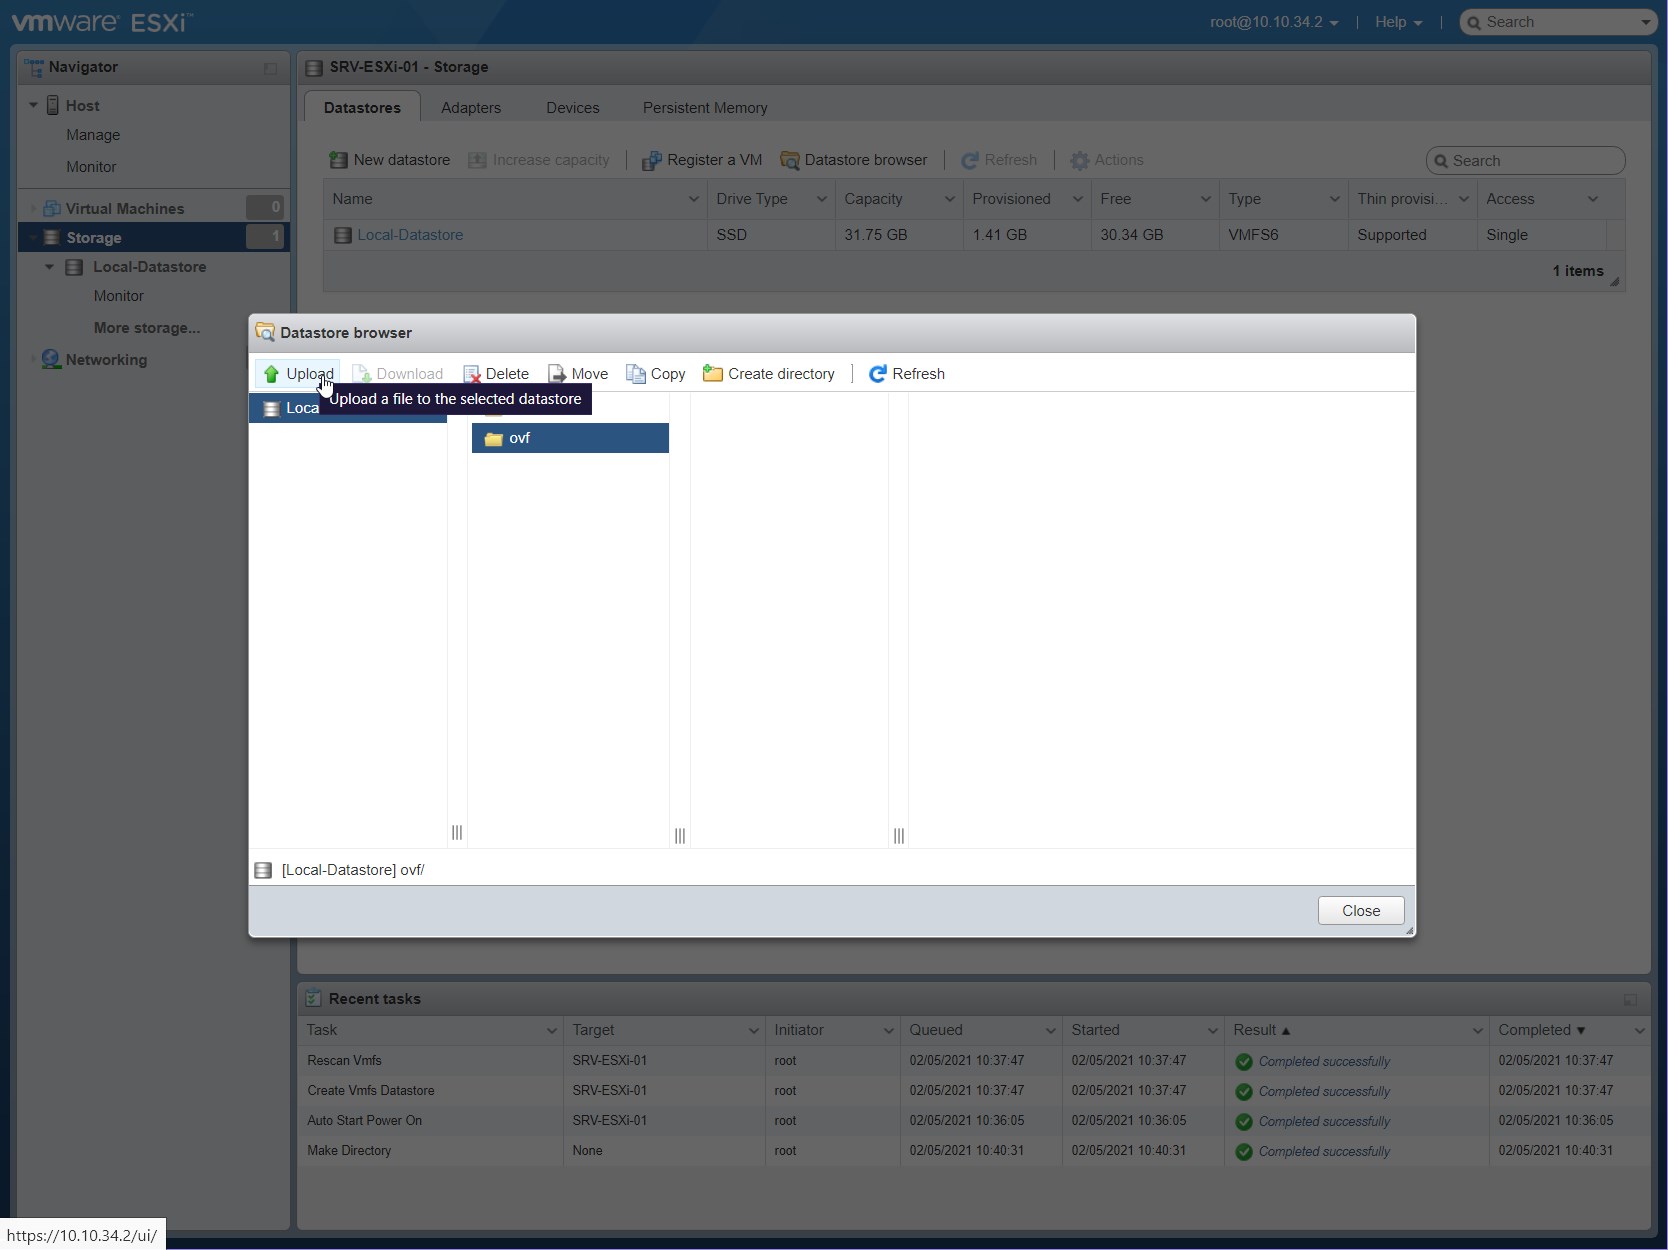 vmware ESXi™
root@10.10.34.2 | Help | Search
Navigator
Host
Manage
Monitor
Virtual Machines 0
Storage 1
Local-Datastore
Monitor
More storage...
Networking
SRV-ESXi-01 - Storage
Datastores Adapters Devices Persistent Memory
New datastore Increase capacity | Register a VM Datastore browser | Refresh | Actions Search
Name Drive Type Capacity Provisioned Free Type Thin provisi... Access
Local-Datastore SSD 31.75 GB 1.41 GB 30.34 GB VMFS6 Supported Single
1 items
Datastore browser
Upload Download Delete Move Copy Create directory | Refresh
Upload a file to the selected datastore
Loca
ovf
[Local-Datastore] ovf/
Close
Recent tasks
Task Target Initiator Queued Started Result ▲ Completed ▼
Rescan Vmfs SRV-ESXi-01 root 02/05/2021 10:37:47 02/05/2021 10:37:47 Completed successfully 02/05/2021 10:37:47
Create Vmfs Datastore SRV-ESXi-01 root 02/05/2021 10:37:47 02/05/2021 10:37:47 Completed successfully 02/05/2021 10:37:47
Auto Start Power On SRV-ESXi-01 root 02/05/2021 10:36:05 02/05/2021 10:36:05 Completed successfully 02/05/2021 10:36:05
Make Directory None root 02/05/2021 10:40:31 02/05/2021 10:40:31 Completed successfully 02/05/2021 10:40:31
https://10.10.34.2/ui/